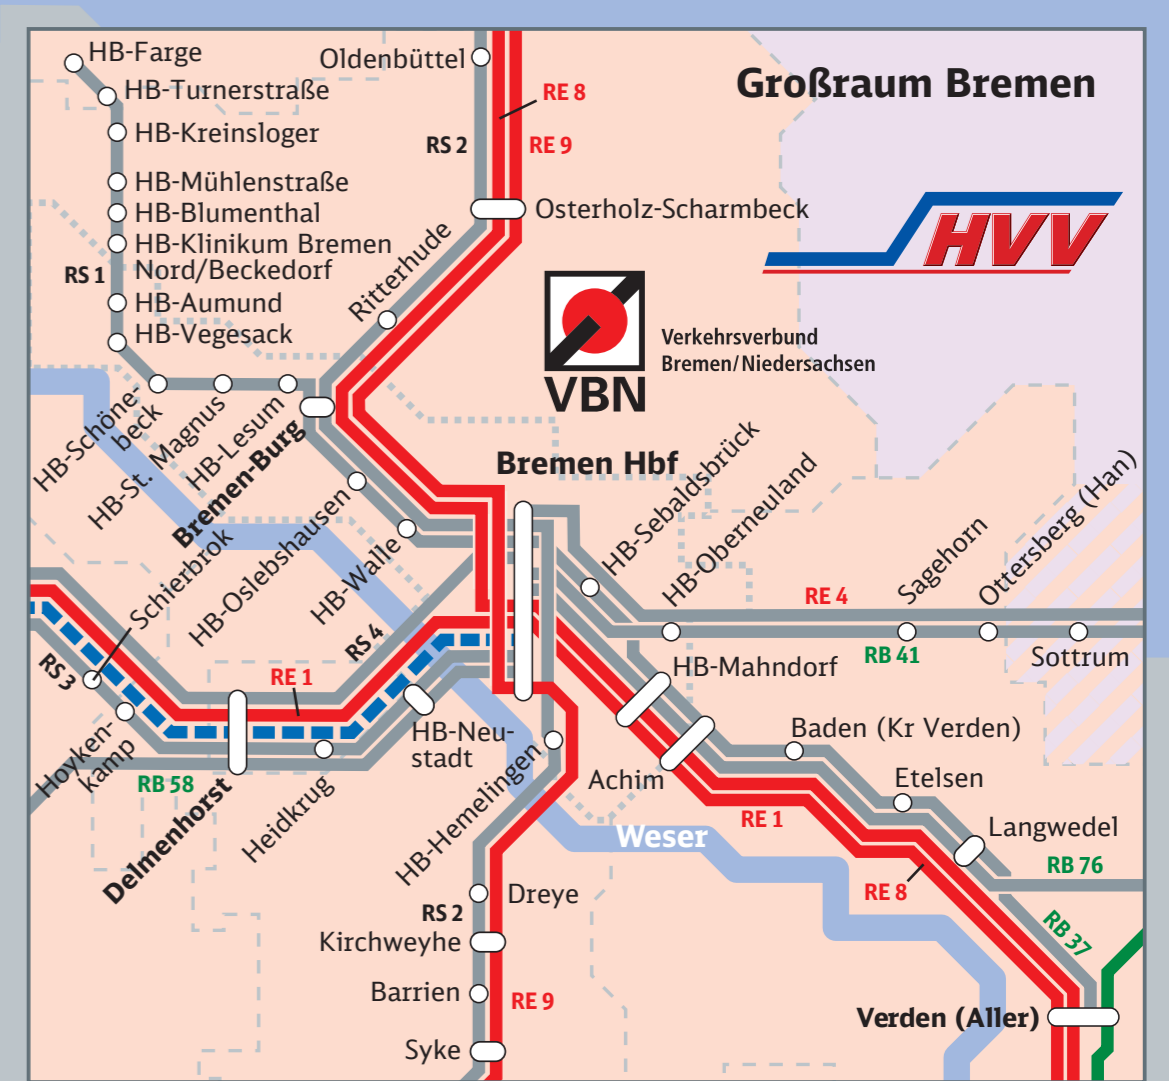 Großraum Bremen
HB-Farge
HB-Turnerstraße
HB-Kreinsloger
HB-Mühlenstraße
HB-Blumenthal
HB-Klinikum Bremen
Nord/Beckedorf
RS 1
HB-Aumund
HB-Vegesack
HB-Schöne-
beck
HB-St. Magnus
HB-Lesum
Bremen-Burg
Oldenbüttel
RE 8
RS 2
RE 9
Osterholz-Scharmbeck
Ritterhude
HVV
VBN
Verkehrsverbund
Bremen/Niedersachsen
Bremen Hbf
HB-Oslebshausen
HB-Walle
HB-Sebaldsbrück
HB-Oberneuland
Sagehorn
Ottersberg (Han)
RE 4
RB 41
Sottrum
Schierbrok
RS 3
RS 4
RE 1
Hoyken-
kamp
RB 58
Delmenhorst
Heidkrug
HB-Neu-
stadt
HB-Hemelingen
HB-Mahndorf
Achim
Baden (Kr Verden)
Etelsen
Langwedel
RE 1
Weser
RE 8
RB 76
RB 37
Dreye
RS 2
Kirchweyhe
Barrien
RE 9
Syke
Verden (Aller)